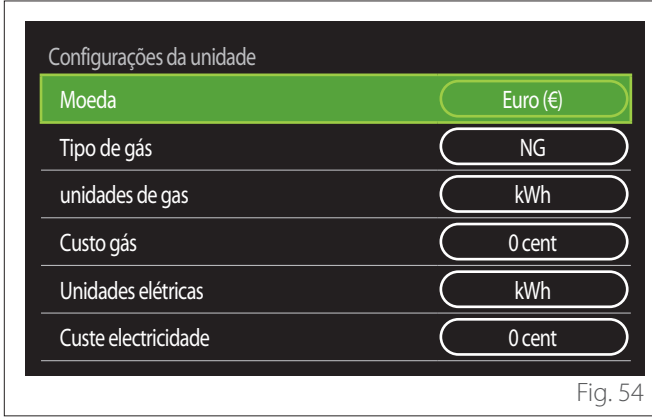 Configurações da unidade
Moeda Euro (€)
Tipo de gás NG
unidades de gas kWh
Custo gás 0 cent
Unidades elétricas kWh
Custe electricidade 0 cent
Fig. 54